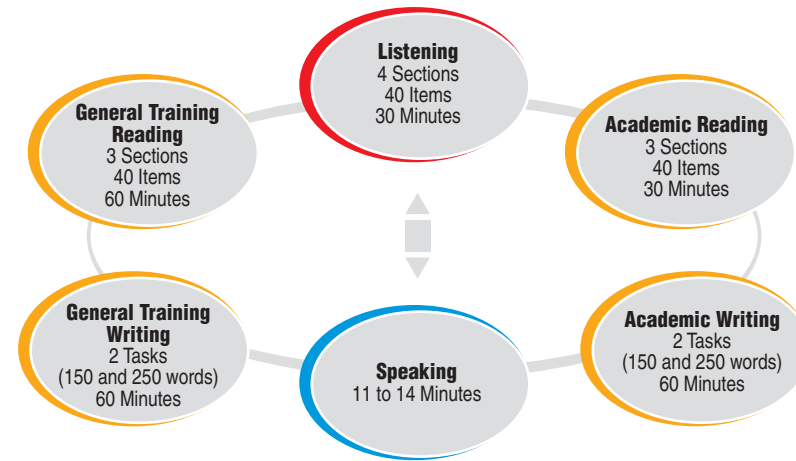 Listening
4 Sections
40 Items
30 Minutes
General Training
Reading
3 Sections
40 Items
60 Minutes
Academic Reading
3 Sections
40 Items
30 Minutes
General Training
Writing
2 Tasks
(150 and 250 words)
60 Minutes
Speaking
11 to 14 Minutes
Academic Writing
2 Tasks
(150 and 250 words)
60 Minutes